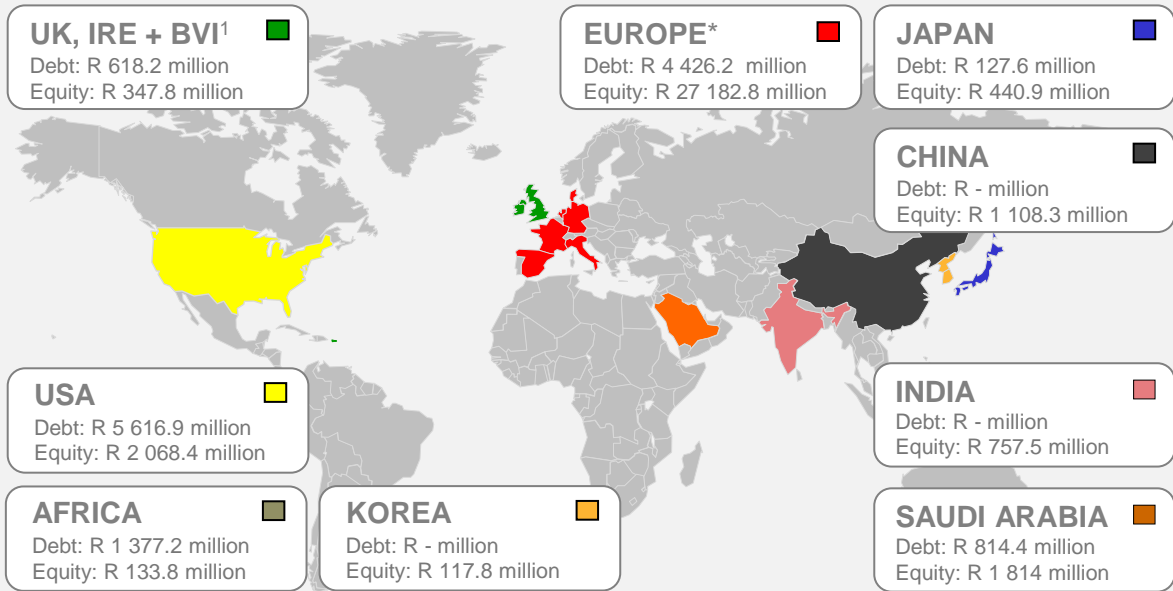 UK, IRE + BVI¹
Debt: R 618.2 million
Equity: R 347.8 million
EUROPE*
Debt: R 4 426.2 million
Equity: R 27 182.8 million
JAPAN
Debt: R 127.6 million
Equity: R 440.9 million
CHINA
Debt: R - million
Equity: R 1 108.3 million
USA
Debt: R 5 616.9 million
Equity: R 2 068.4 million
INDIA
Debt: R - million
Equity: R 757.5 million
AFRICA
Debt: R 1 377.2 million
Equity: R 133.8 million
KOREA
Debt: R - million
Equity: R 117.8 million
SAUDI ARABIA
Debt: R 814.4 million
Equity: R 1 814 million